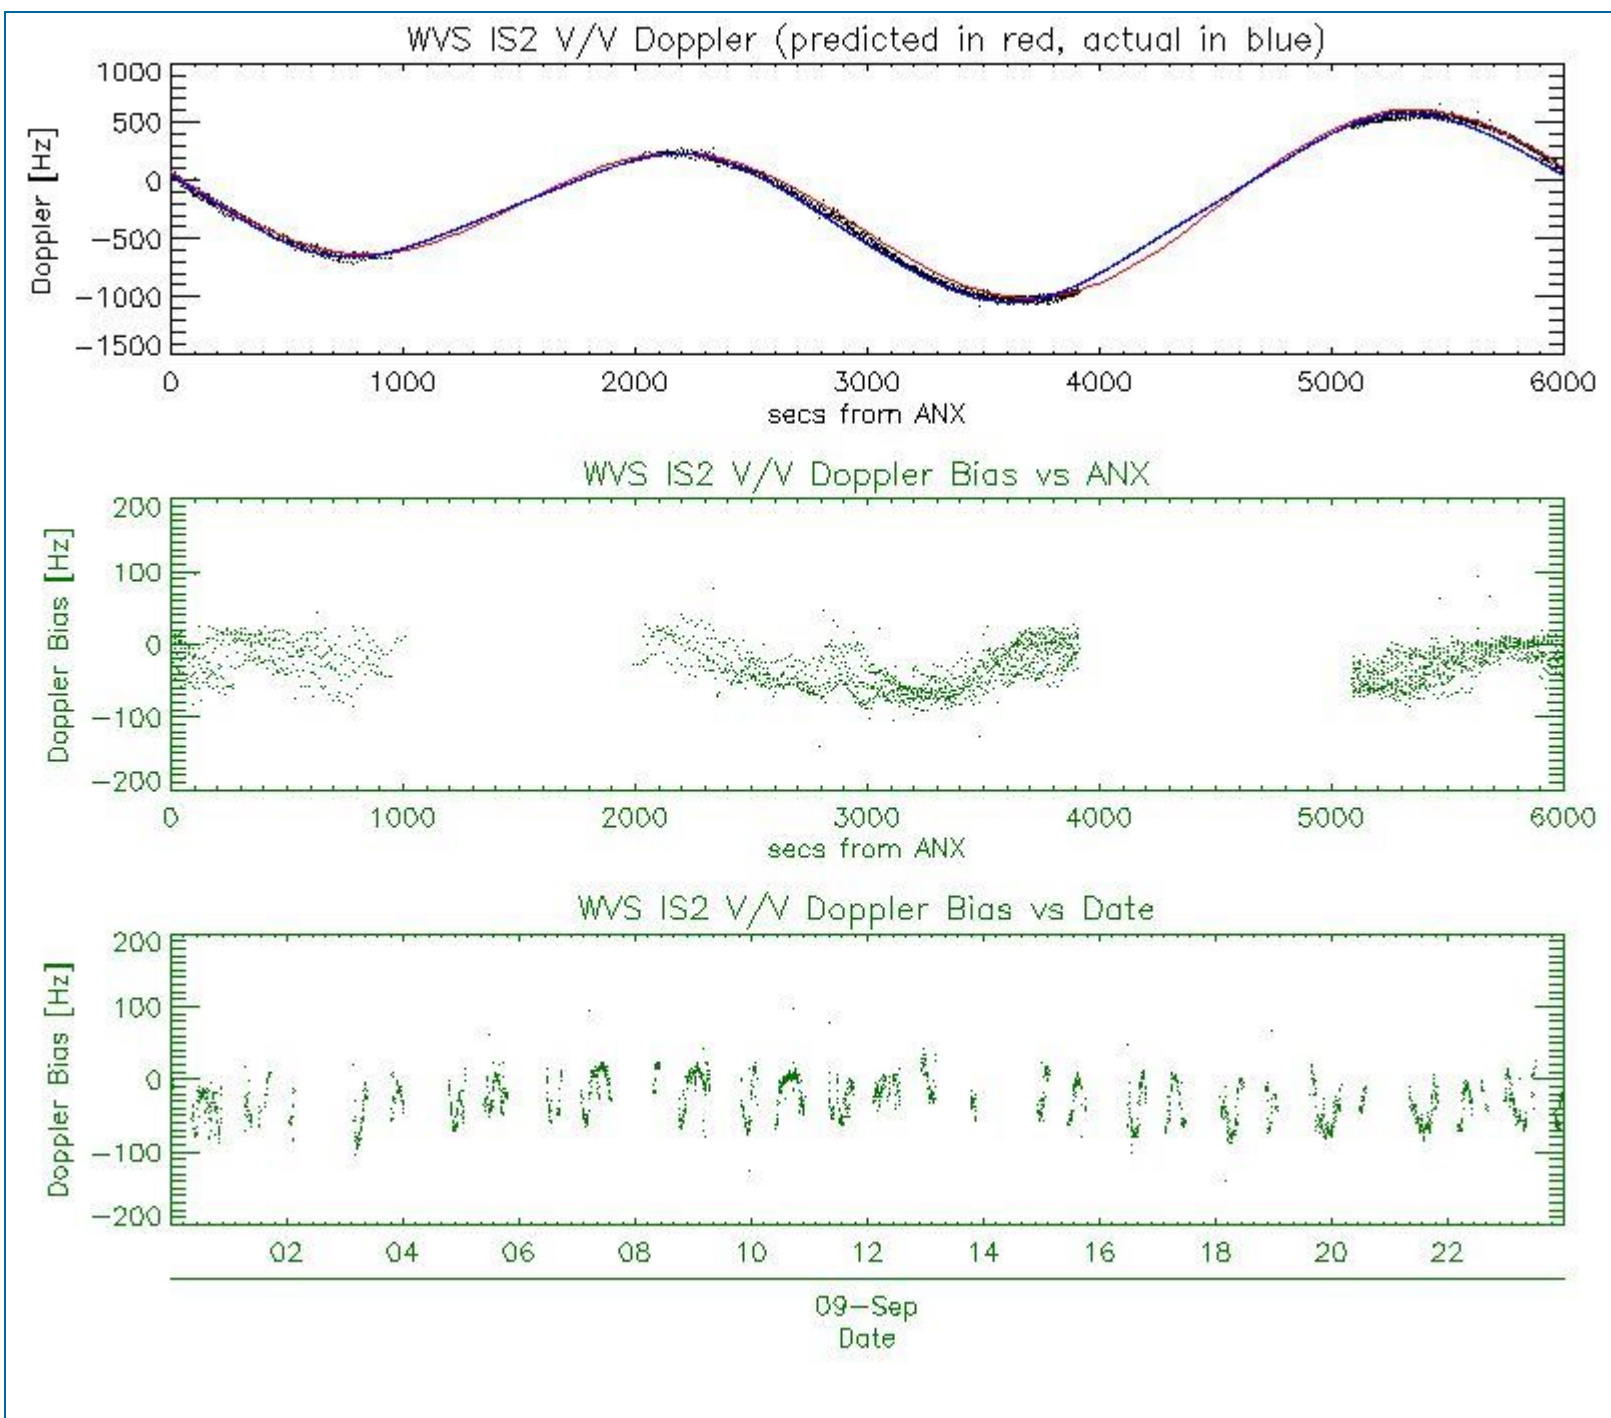 WVS IS2 V/V Doppler (predicted in red, actual in blue)
Doppler [Hz]
1000
500
0
−500
−1000
−1500
0 1000 2000 3000 4000 5000 6000
secs from ANX
WVS IS2 V/V Doppler Bias vs ANX
Doppler Bias [Hz]
200
100
0
−100
−200
0 1000 2000 3000 4000 5000 6000
secs from ANX
WVS IS2 V/V Doppler Bias vs Date
Doppler Bias [Hz]
200
100
0
−100
−200
02 04 06 08 10 12 14 16 18 20 22
09−Sep
Date